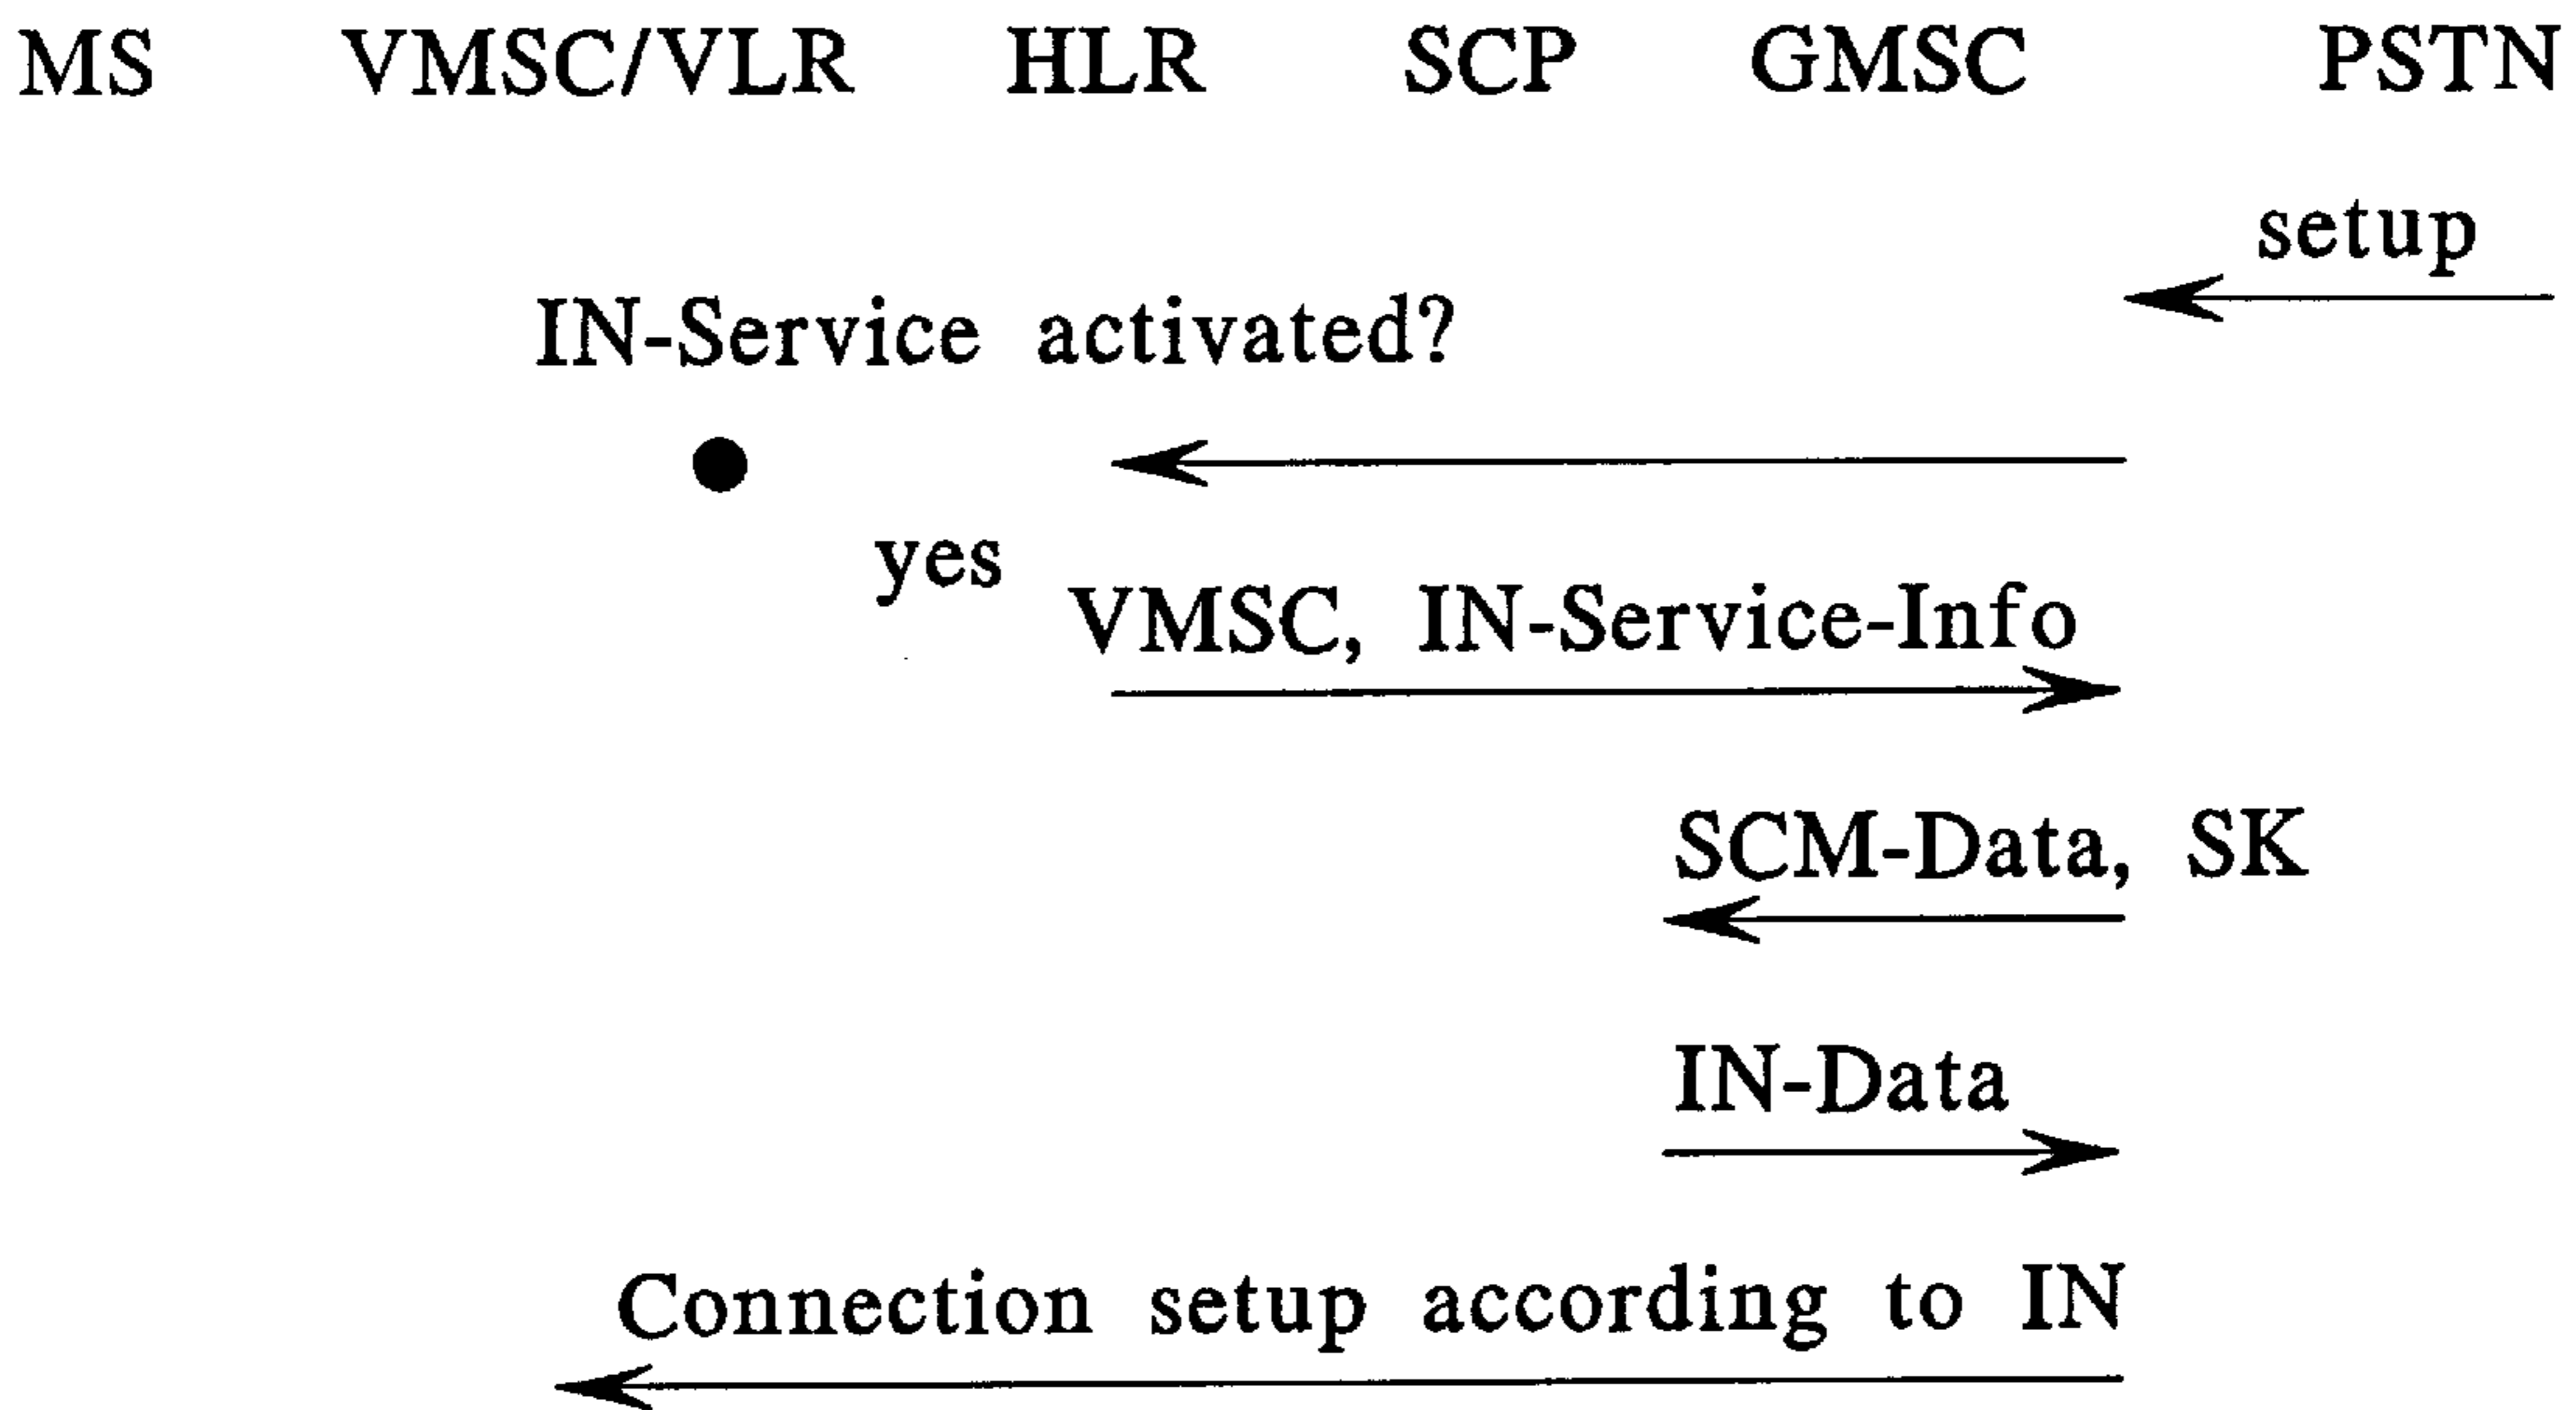 MS VMSC/VLR HLR SCP GMSC PSTN
setup
IN-Service activated?
yes
VMSC, IN-Service-Info
SCM-Data, SK
IN-Data
Connection setup according to IN